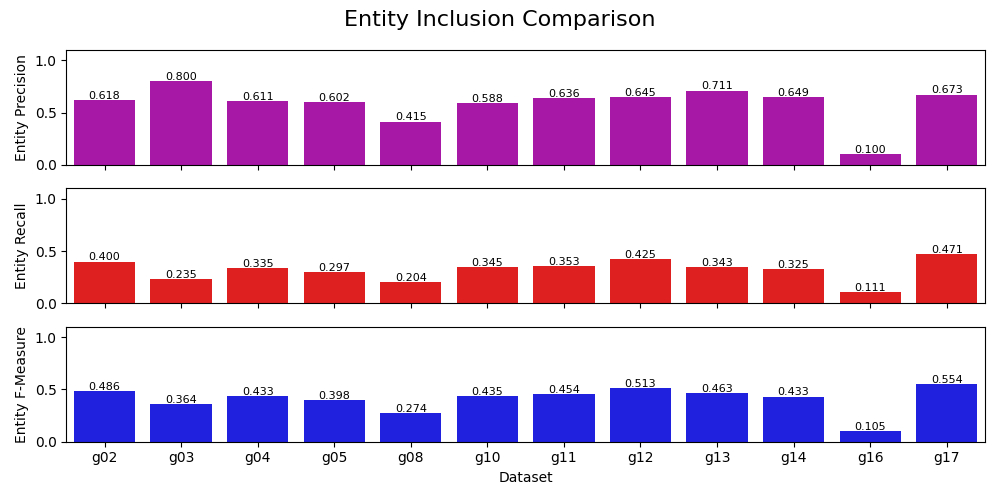 Entity Inclusion Comparison
Entity Precision
1.0
0.5
0.0
0.618 0.800 0.611 0.602 0.415 0.588 0.636 0.645 0.711 0.649 0.100 0.673
Entity Recall
1.0
0.5
0.0
0.400 0.235 0.335 0.297 0.204 0.345 0.353 0.425 0.343 0.325 0.111 0.471
Entity F-Measure
1.0
0.5
0.0
0.486 0.364 0.433 0.398 0.274 0.435 0.454 0.513 0.463 0.433 0.105 0.554
g02 g03 g04 g05 g08 g10 g11 g12 g13 g14 g16 g17
Dataset